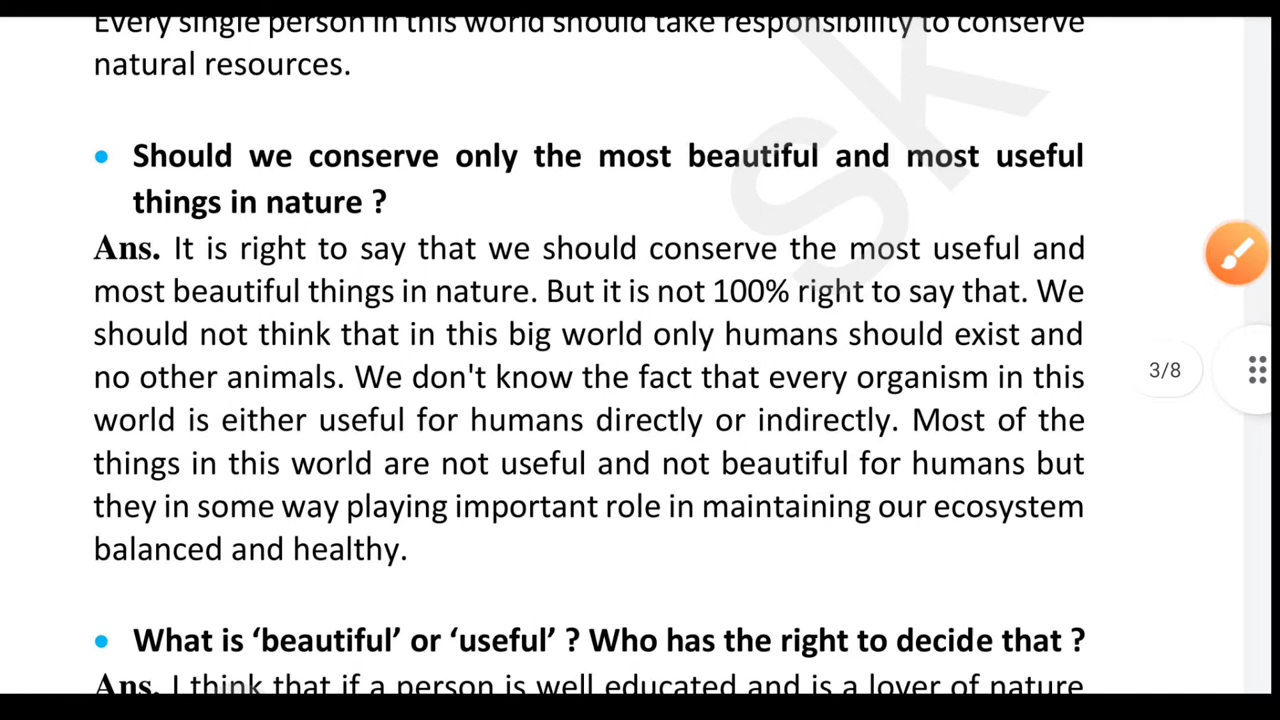 Every single person in this world should take responsibility to conserve
natural resources.
• Should we conserve only the most beautiful and most useful
things in nature ?
Ans. It is right to say that we should conserve the most useful and
most beautiful things in nature. But it is not 100% right to say that. We
should not think that in this big world only humans should exist and
no other animals. We don't know the fact that every organism in this
world is either useful for humans directly or indirectly. Most of the
things in this world are not useful and not beautiful for humans but
they in some way playing important role in maintaining our ecosystem
balanced and healthy.
• What is ‘beautiful’ or ‘useful’ ? Who has the right to decide that ?
Ans. I think that if a person is well educated and is a lover of nature
3/8
Sk